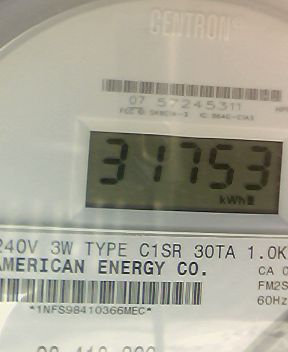 CENTRON®
07 57245311
31753
kWh
240V 3W TYPE C1SR 30TA 1.0K
AMERICAN ENERGY CO.
CA 0
FM2S
60Hz
*1NFS98410366MEC*